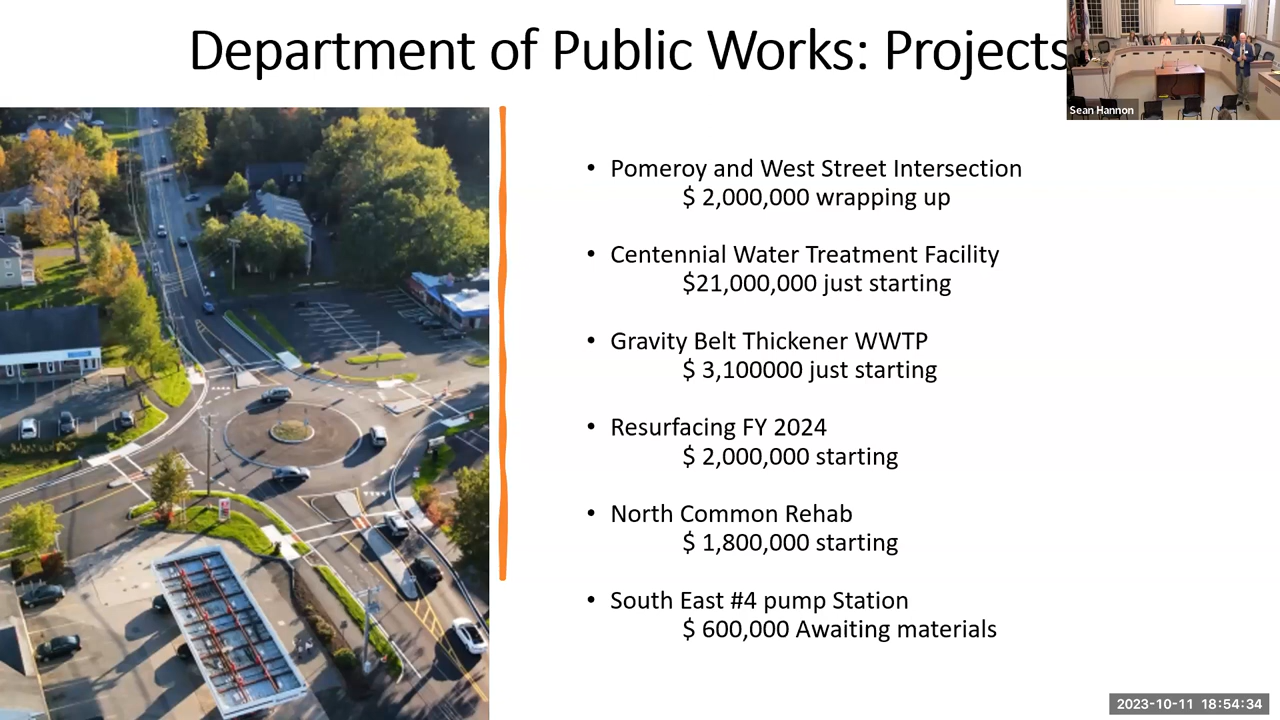 Department of Public Works: Projects
Sean Hannon
• Pomeroy and West Street Intersection
$ 2,000,000 wrapping up
• Centennial Water Treatment Facility
$21,000,000 just starting
• Gravity Belt Thickener WWTP
$ 3,100000 just starting
• Resurfacing FY 2024
$ 2,000,000 starting
• North Common Rehab
$ 1,800,000 starting
• South East #4 pump Station
$ 600,000 Awaiting materials
2023-10-11 18:54:34